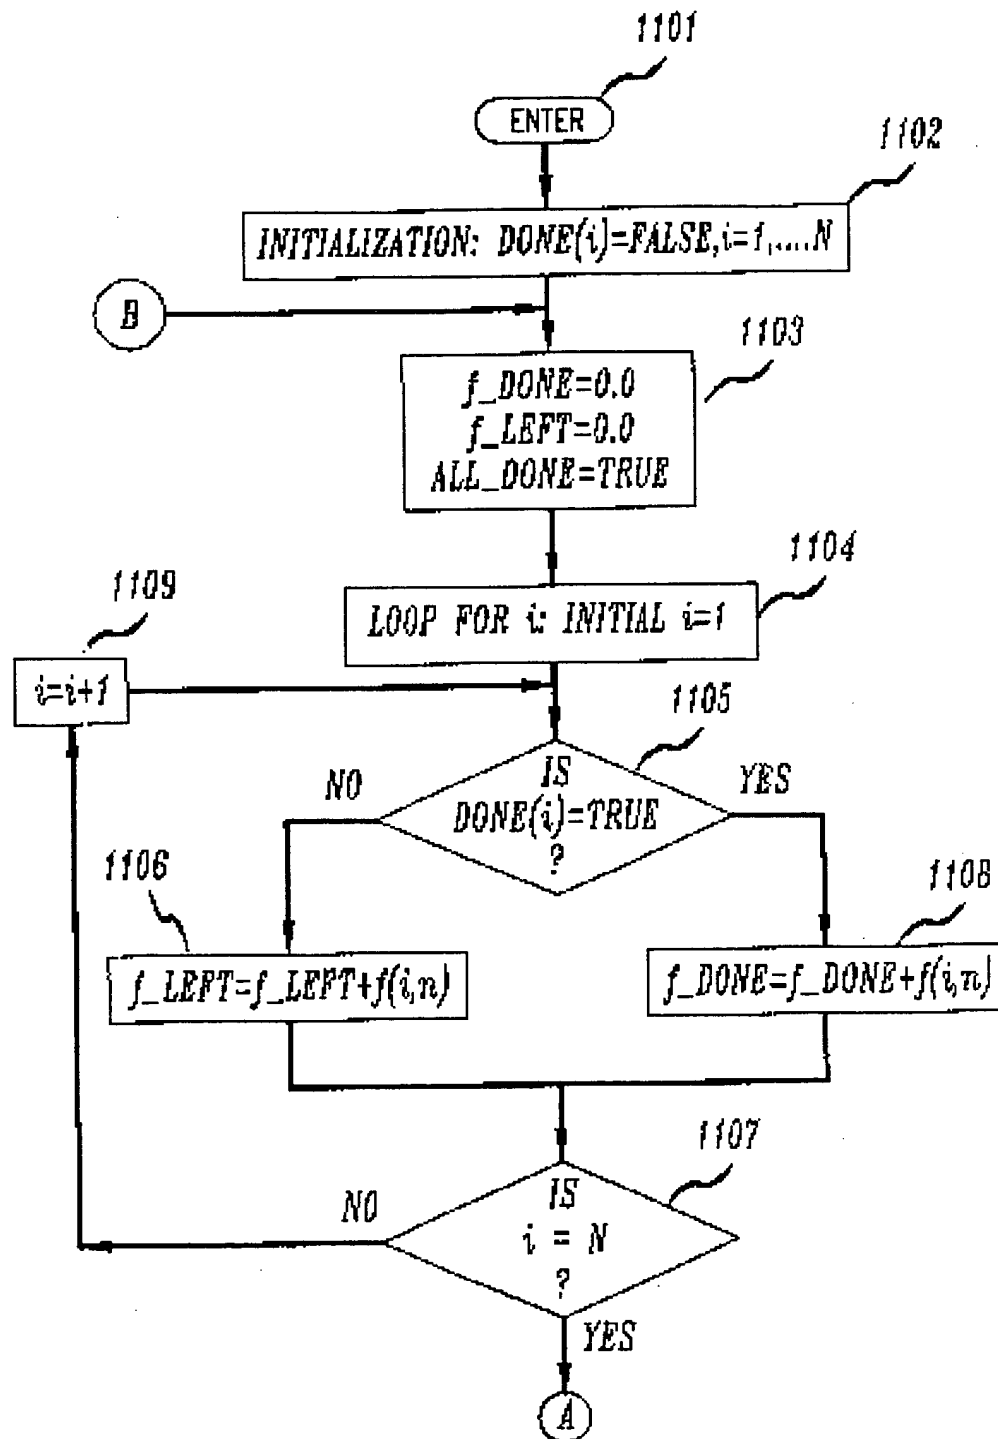 1101
ENTER
1102
INITIALIZATION: DONE(i)=FALSE,i=1,....N
B
1103
f_DONE=0.0
f_LEFT=0.0
ALL_DONE=TRUE
1104
LOOP FOR i: INITIAL i=1
1109
i=i+1
1105
IS
DONE(i)=TRUE
?
NO
YES
1106
f_LEFT=f_LEFT+f(i,n)
1108
f_DONE=f_DONE+f(i,n)
1107
IS
i = N
?
NO
YES
A